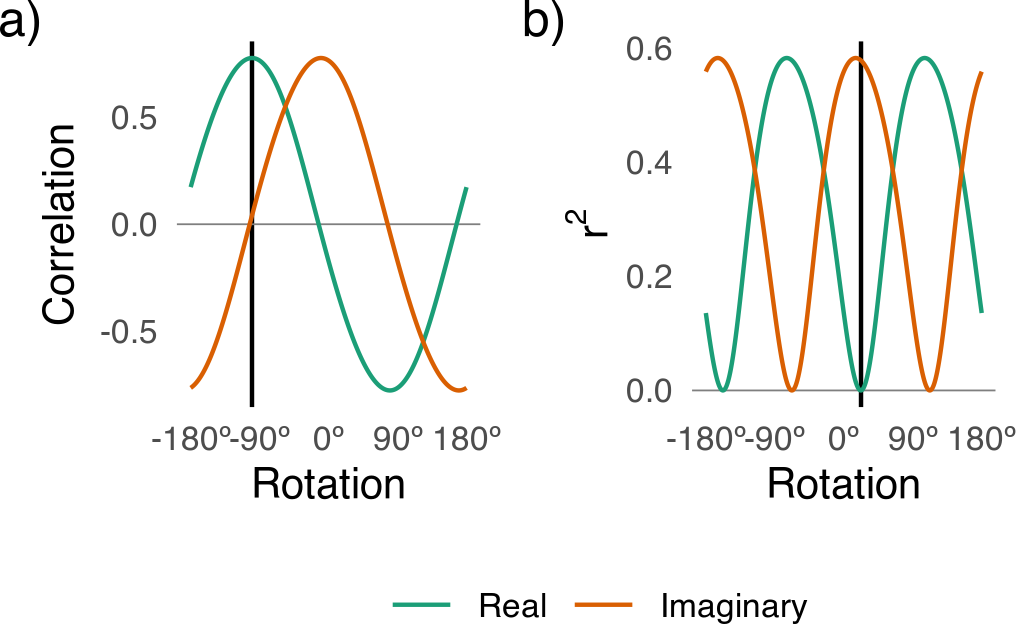 a)
b)
Correlation
0.5
0.0
-0.5
-180º -90º 0º 90º 180º
Rotation
r²
0.6
0.4
0.2
0.0
-180º -90º 0º 90º 180º
Rotation
Real Imaginary